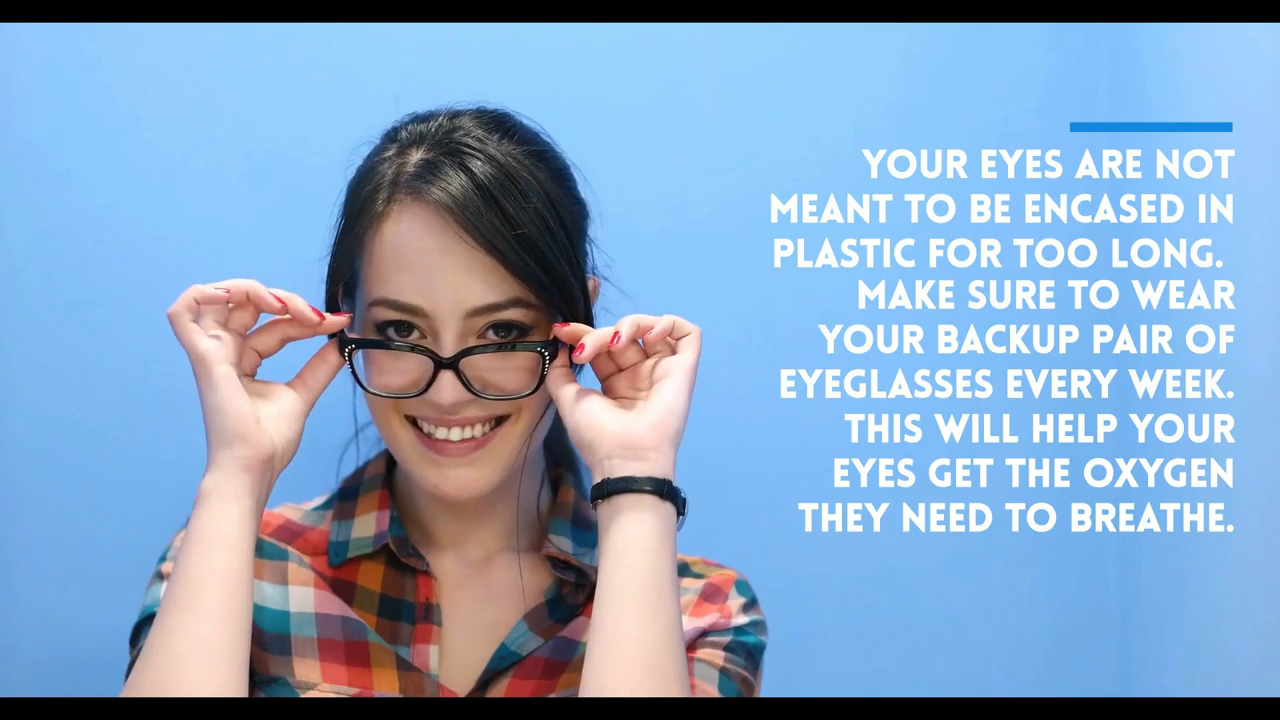 YOUR EYES ARE NOT
MEANT TO BE ENCASED IN
PLASTIC FOR TOO LONG.
MAKE SURE TO WEAR
YOUR BACKUP PAIR OF
EYEGLASSES EVERY WEEK.
THIS WILL HELP YOUR
EYES GET THE OXYGEN
THEY NEED TO BREATHE.